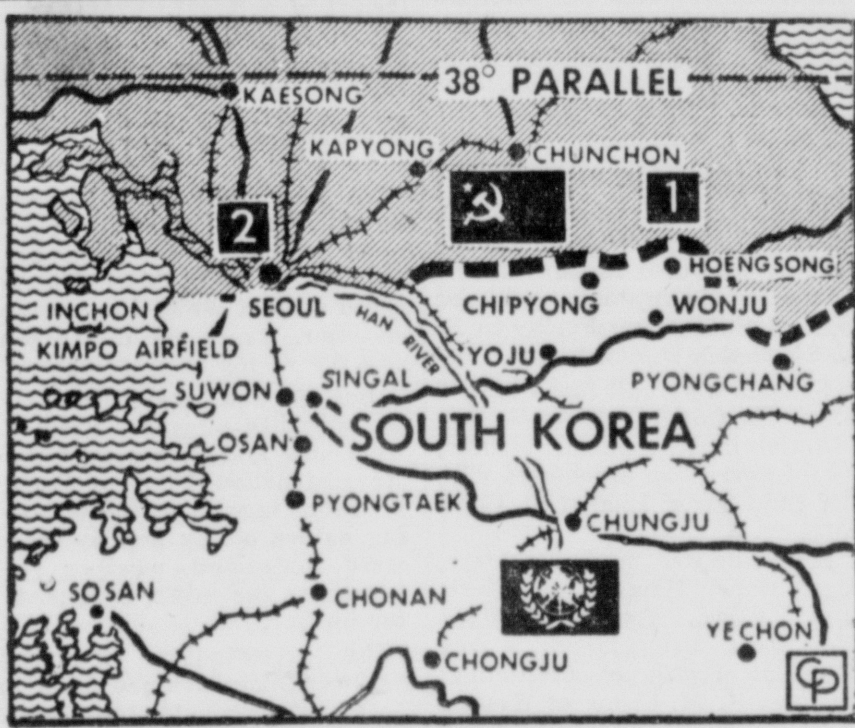 38° PARALLEL
KAESONG
KAPYONG
CHUNCHON
2
1
HOENGSONG
INCHON
SEOUL
CHIPYONG
WONJU
HAN RIVER
KIMPO AIRFIELD
YOJU
PYONGCHANG
SUWON
SINGAL
OSAN
SOUTH KOREA
PYONGTAEK
CHUNGJU
SOSAN
CHONAN
YECHON
CHONGJU
CP